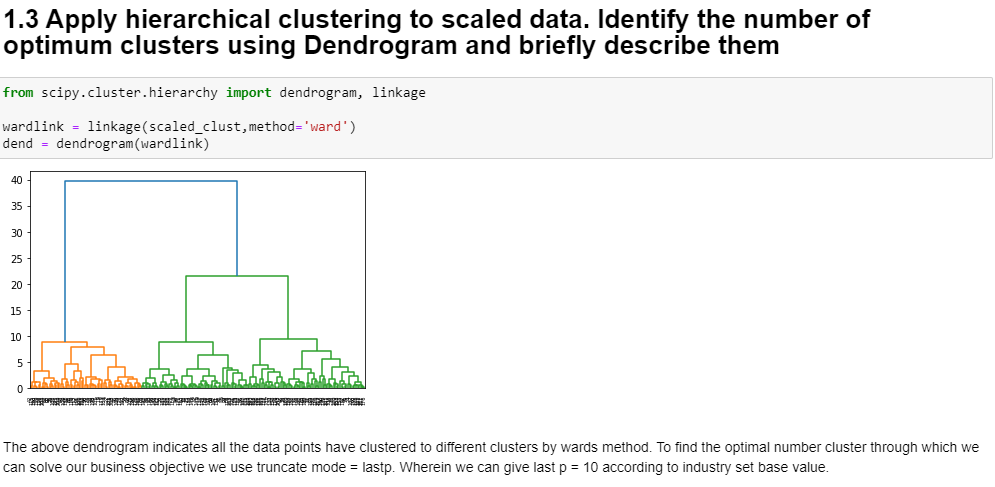 1.3 Apply hierarchical clustering to scaled data. Identify the number of
optimum clusters using Dendrogram and briefly describe them
from scipy.cluster.hierarchy import dendrogram, linkage
wardlink = linkage(scaled_clust,method='ward')
dend = dendrogram(wardlink)
40
35
30
25
20
15
10
5
0
The above dendrogram indicates all the data points have clustered to different clusters by wards method. To find the optimal number cluster through which we
can solve our business objective we use truncate mode = lastp. Wherein we can give last p = 10 according to industry set base value.